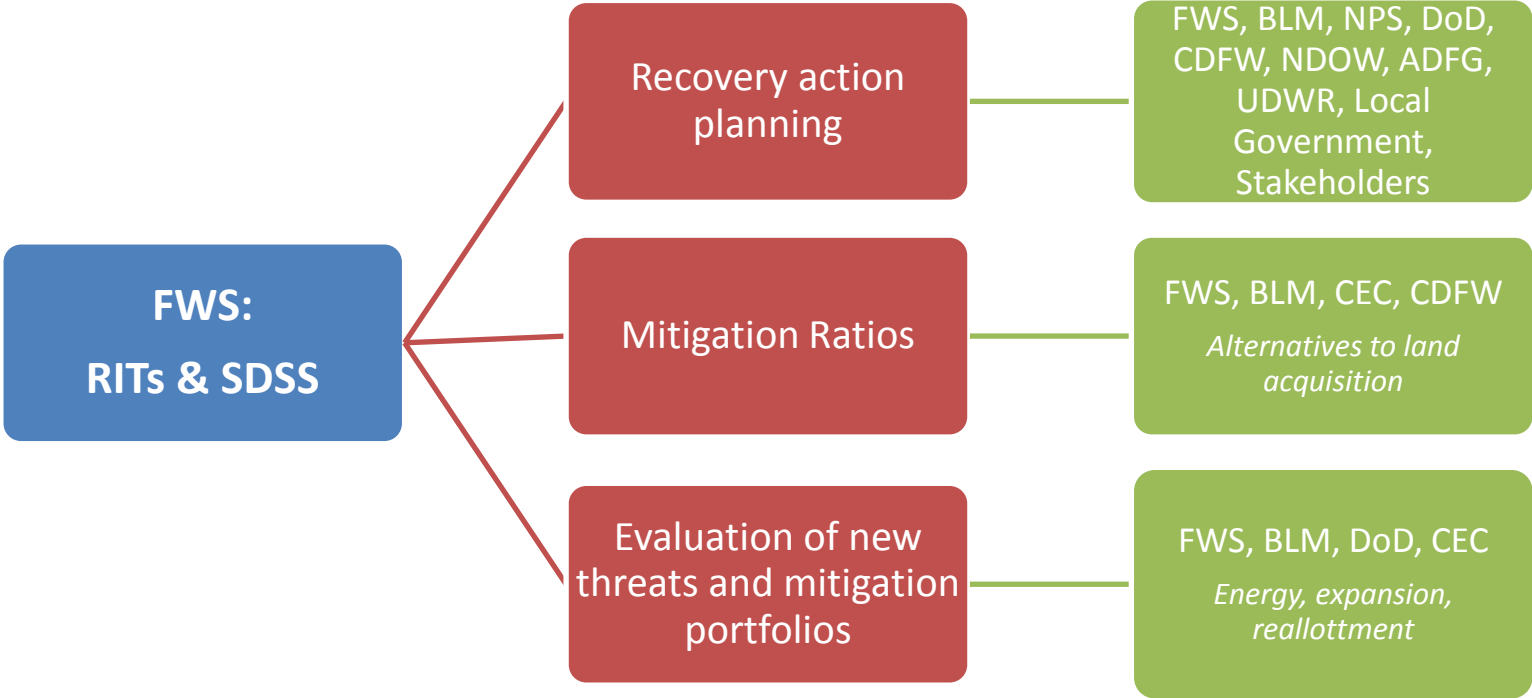 FWS:
RITs & SDSS
Recovery action
planning
FWS, BLM, NPS, DoD,
CDFW, NDOW, ADFG,
UDWR, Local
Government,
Stakeholders
Mitigation Ratios
FWS, BLM, CEC, CDFW
Alternatives to land
acquisition
Evaluation of new
threats and mitigation
portfolios
FWS, BLM, DoD, CEC
Energy, expansion,
reallottment